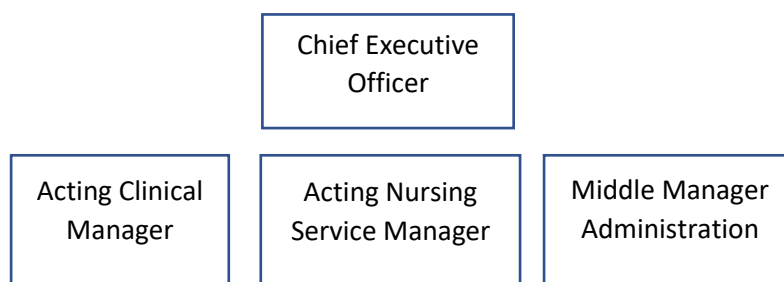 Chief Executive
Officer
Acting Clinical
Manager
Acting Nursing
Service Manager
Middle Manager
Administration